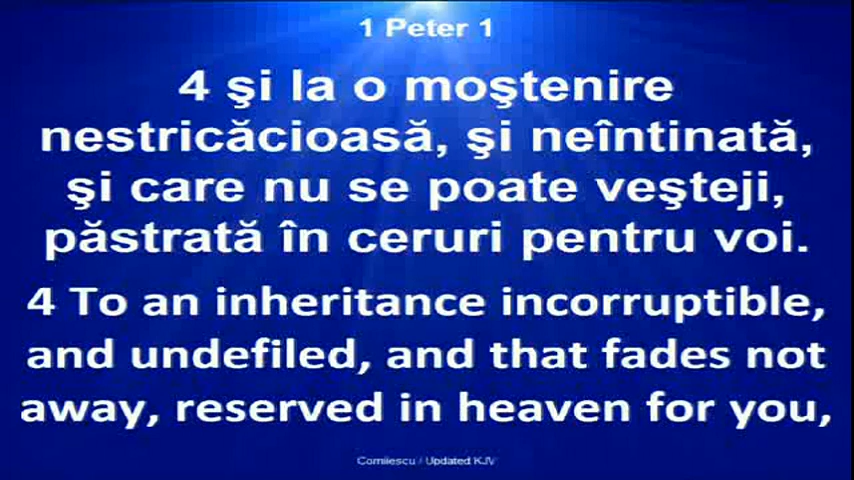 1 Peter 1
4 şi la o moştenire
nestricăcioasă, şi neîntinată,
şi care nu se poate veşteji,
păstrată în ceruri pentru voi.
4 To an inheritance incorruptible,
and undefiled, and that fades not
away, reserved in heaven for you,
Cornilescu / Updated KJV